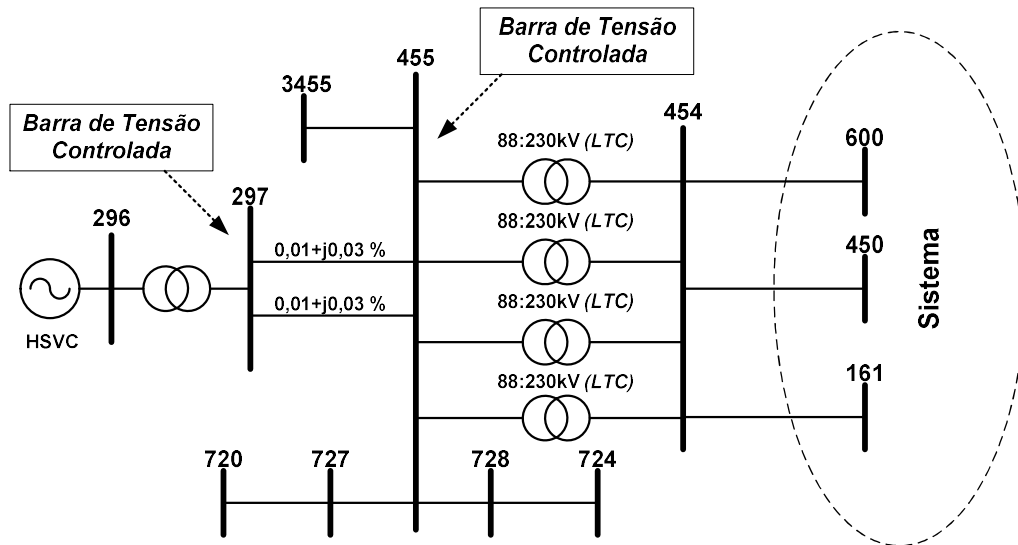 Barra de Tensão
Controlada
455
3455
454
88:230kV (LTC)
600
Barra de Tensão
Controlada
297
296
88:230kV (LTC)
450
0,01+j0,03 %
0,01+j0,03 %
88:230kV (LTC)
HSVC
Sistema
88:230kV (LTC)
161
720
727
728
724